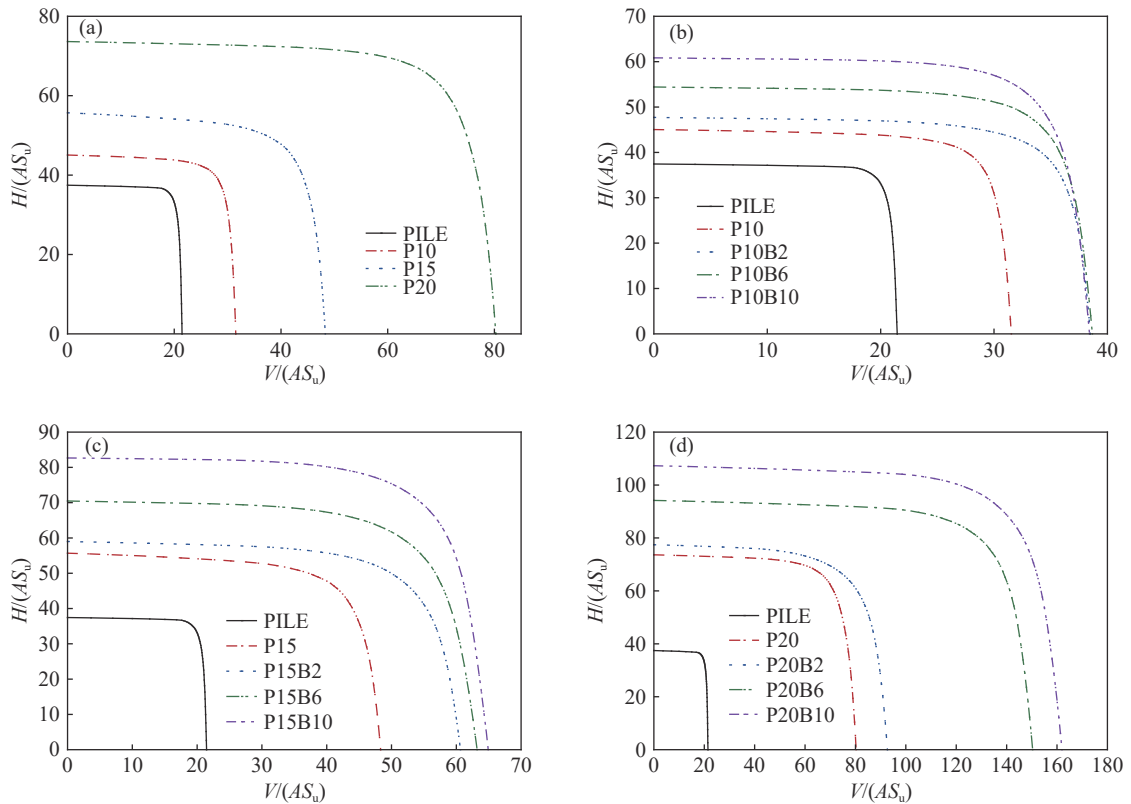 (a)
80
60
40
20
0
H/(ASᵤ)
PILE
P10
P15
P20
0 20 40 60 80
V/(ASᵤ)
(b)
70
60
50
40
30
20
10
0
H/(ASᵤ)
PILE
P10
P10B2
P10B6
P10B10
0 10 20 30 40
V/(ASᵤ)
(c)
90
80
70
60
50
40
30
20
10
0
H/(ASᵤ)
PILE
P15
P15B2
P15B6
P15B10
0 10 20 30 40 50 60 70
V/(ASᵤ)
(d)
120
100
80
60
40
20
0
H/(ASᵤ)
PILE
P20
P20B2
P20B6
P20B10
0 20 40 60 80 100 120 140 160 180
V/(ASᵤ)